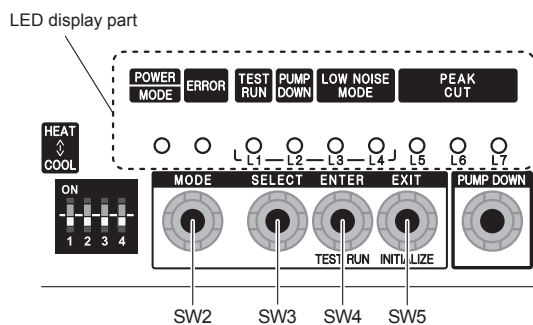 LED display part
POWER
MODE
ERROR
TEST
RUN
PUMP
DOWN
LOW NOISE
MODE
PEAK
CUT
HEAT
COOL
L1 L2 L3 L4 L5 L6 L7
ON
1 2 3 4
MODE SELECT ENTER EXIT PUMP DOWN
TEST RUN INITIALIZE
SW2 SW3 SW4 SW5